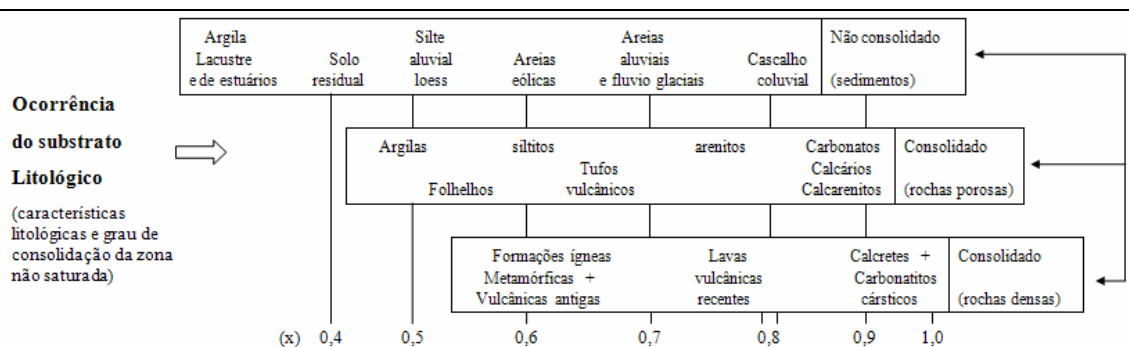 Argila
Lacustre
e de estuários
Solo
residual
Silte
aluvial
loess
Areias
eólicas
Areias
aluviais
e fluvio glaciais
Cascalho
coluvial
Não consolidado
(sedimentos)
Ocorrência
do substrato
Litológico
(características
litológicas e grau de
consolidação da zona
não saturada)
Argilas
Folhelhos
siltitos
Tufos
vulcânicos
arenitos
Carbonatos
Calcários
Calcarenitos
Consolidado
(rochas porosas)
Formações ígneas
Metamórficas +
Vulcânicas antigas
Lavas
vulcânicas
recentes
Calcretes +
Carbonatitos
cársticos
Consolidado
(rochas densas)
(x) 0,4 0,5 0,6 0,7 0,8 0,9 1,0